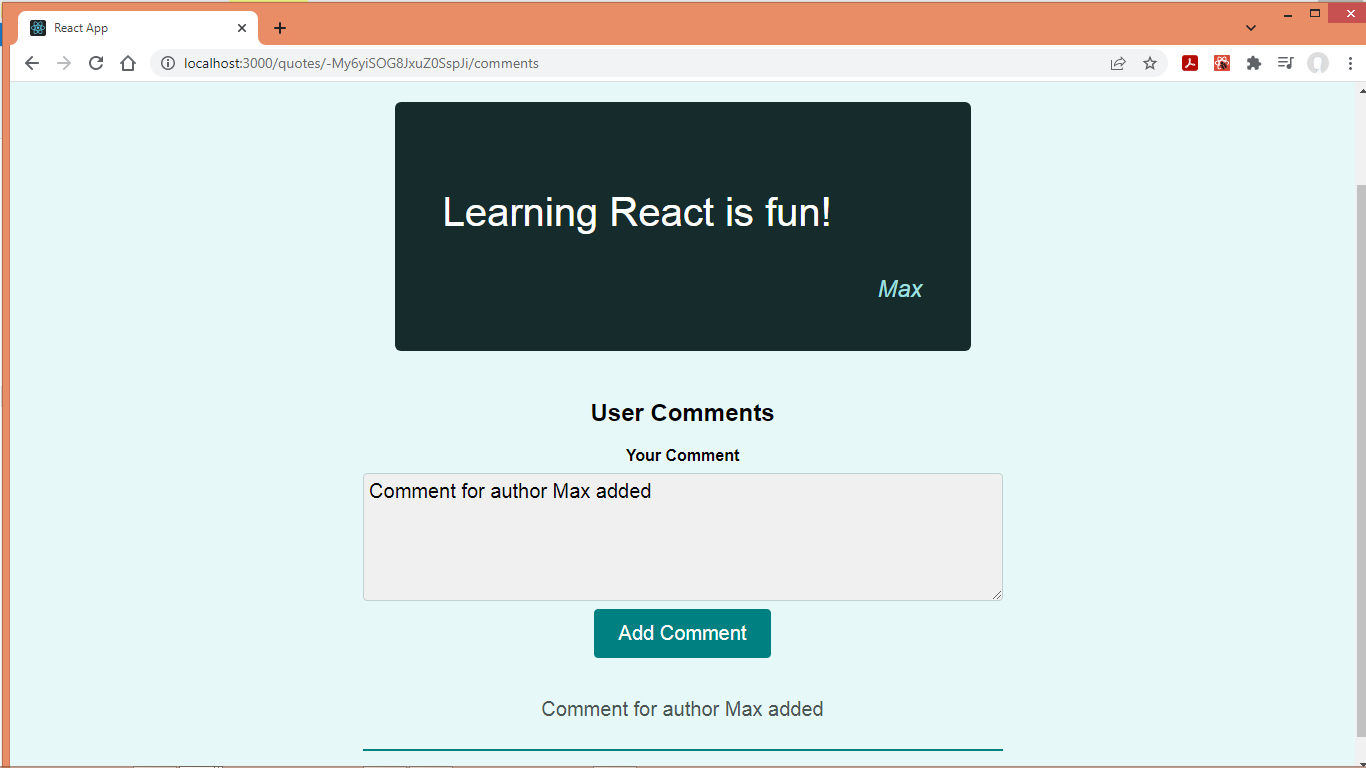 React App
localhost:3000/quotes/-My6yiSOG8JxuZ0SspJi/comments
Learning React is fun!
Max
User Comments
Your Comment
Comment for author Max added
Add Comment
Comment for author Max added